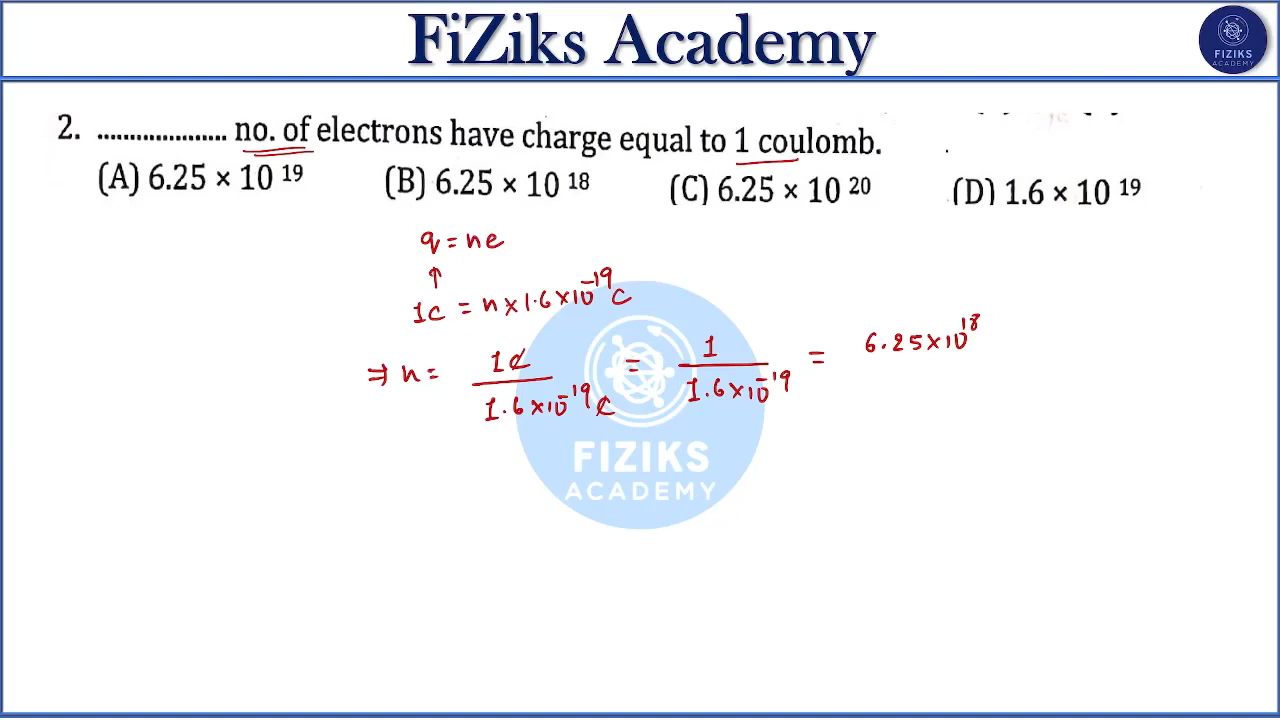 FiZiks Academy
FIZIKS
ACADEMY
2. .................... no. of electrons have charge equal to 1 coulomb.
(A) 6.25 × 10 ¹⁹ (B) 6.25 × 10 ¹⁸ (C) 6.25 × 10 ²⁰ (D) 1.6 × 10 ¹⁹
q = ne
↑
1C = n × 1.6 × 10⁻¹⁹ C
⇒ n = 1C / 1.6 × 10⁻¹⁹ C = 1 / 1.6 × 10⁻¹⁹ = 6.25 × 10¹⁸
FIZIKS
ACADEMY